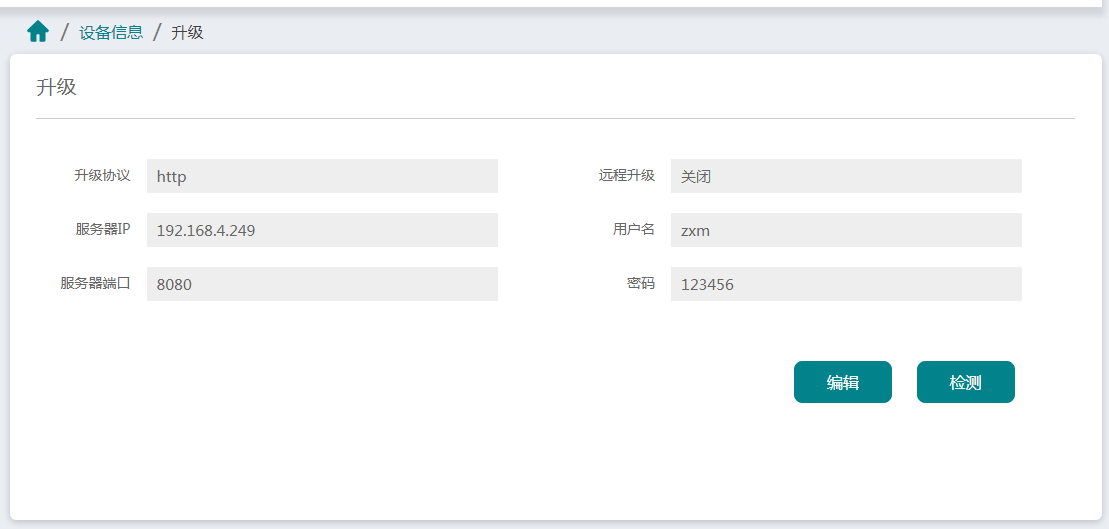 / 设备信息 / 升级
升级
升级协议 http 远程升级 关闭
服务器IP 192.168.4.249 用户名 zxm
服务器端口 8080 密码 123456
编辑 检测